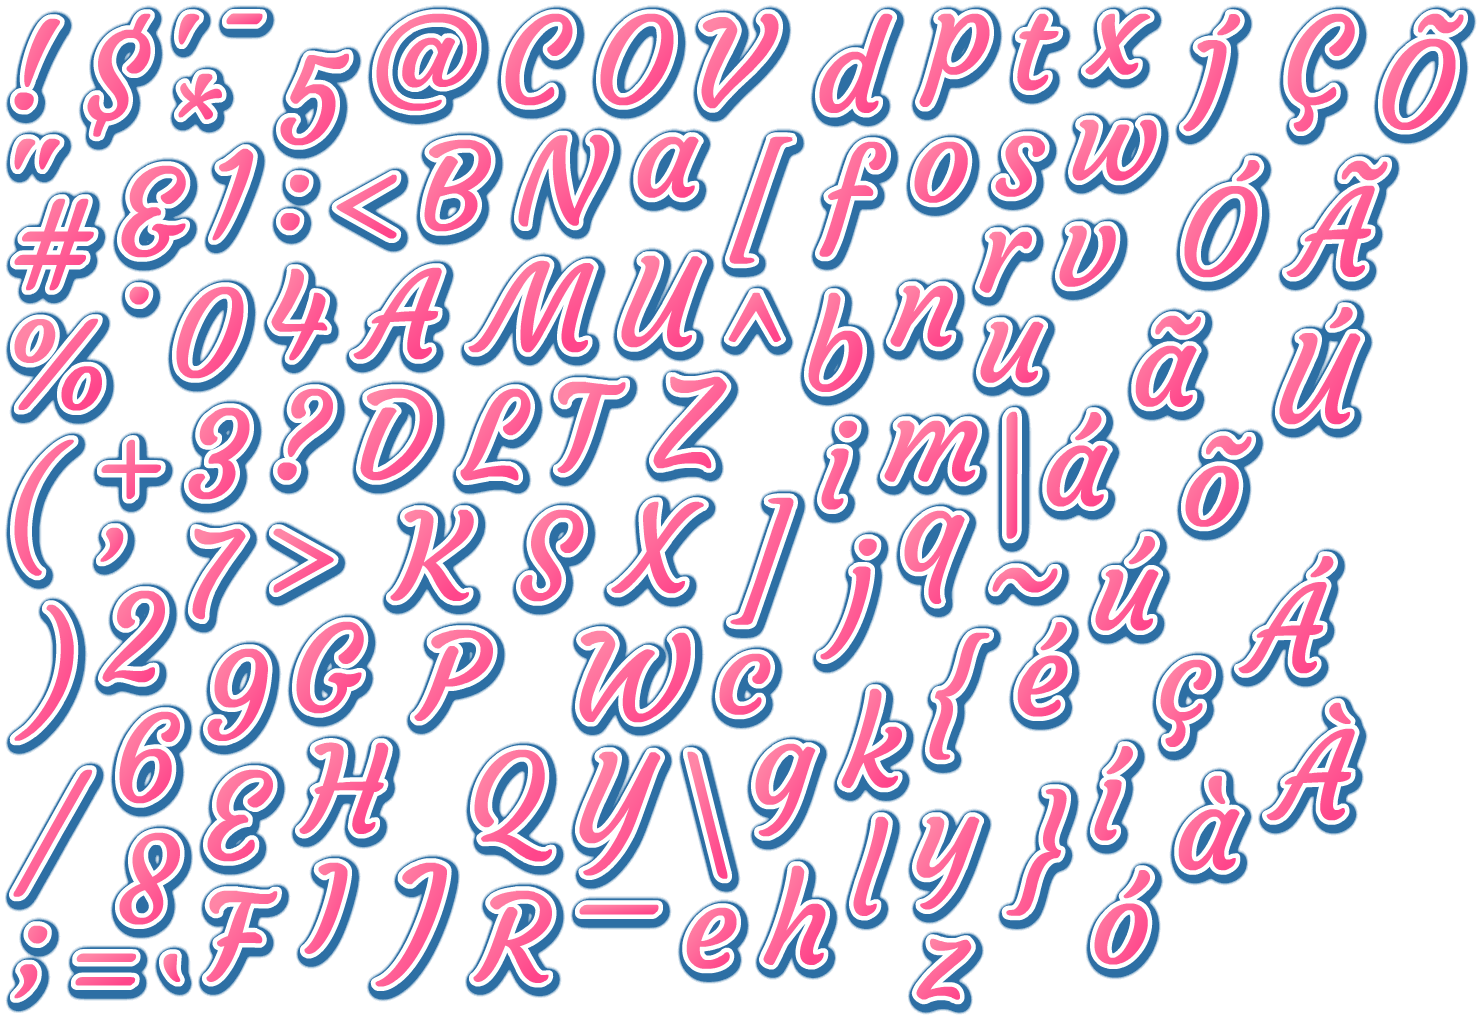 ! $ ' - 5 @ C O V d p t x Í Ç Õ
" * & 1 : < B N a [ f o s w Ó Ã
# . 0 4 A M U ^ b n r v u ã Ú
% 3 ? D L T Z i m | á õ
( + , 7 > K S X ] j q ~ ú Á
) 2 9 G P W c k { é ç À
/ 6 E H Q Y \ g l y } í à
; = ` 8 F I J R _ e h z ó